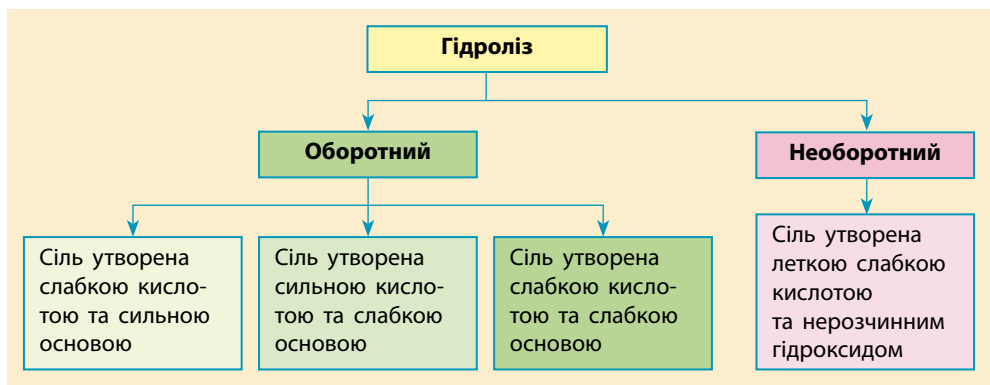 Гідроліз
Оборотний
Необоротний
Сіль утворена
слабкою кисло-
тою та сильною
основою
Сіль утворена
сильною кисло-
тою та слабкою
основою
Сіль утворена
слабкою кисло-
тою та слабкою
основою
Сіль утворена
леткою слабкою
кислотою
та нерозчинним
гідроксидом